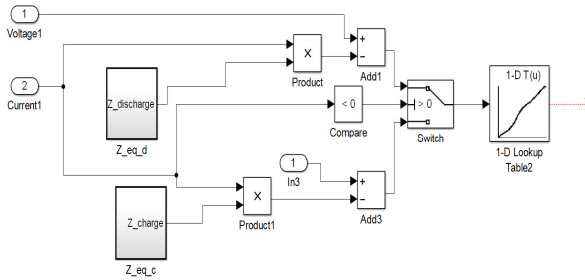 1
Voltage1
2
Current1
Z_discharge
Z_eq_d
X
Product
+
−
Add1
< 0
Compare
> 0
Switch
1-D T(u)
1-D Lookup
Table2
1
In3
Z_charge
Z_eq_c
X
Product1
+
−
Add3